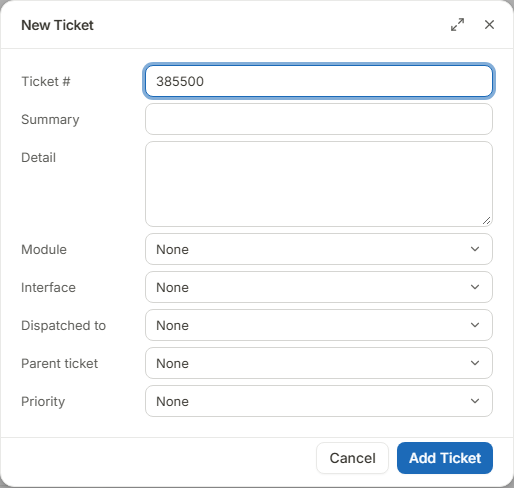 New Ticket
Ticket # 385500
Summary
Detail
Module None
Interface None
Dispatched to None
Parent ticket None
Priority None
Cancel Add Ticket